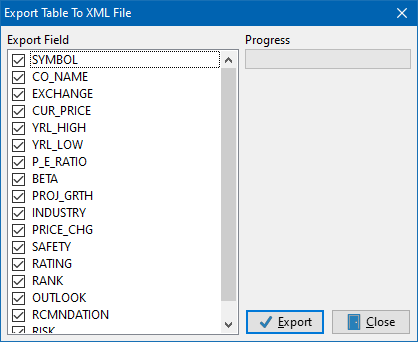 Export Table To XML File
Export Field
Progress
SYMBOL
CO_NAME
EXCHANGE
CUR_PRICE
YRL_HIGH
YRL_LOW
P_E_RATIO
BETA
PROJ_GRTH
INDUSTRY
PRICE_CHG
SAFETY
RATING
RANK
OUTLOOK
RCMNDATION
RISK
Export
Close